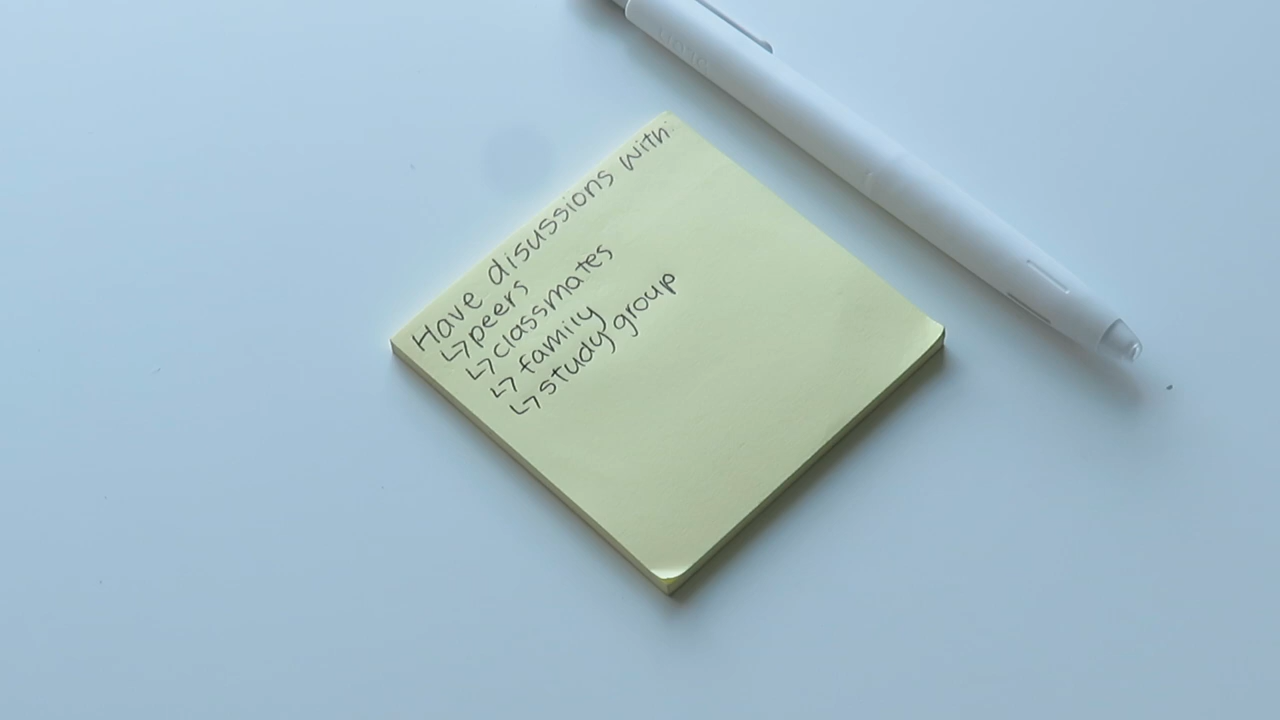 Have disussions with:
↳peers
↳classmates
↳family
↳study group